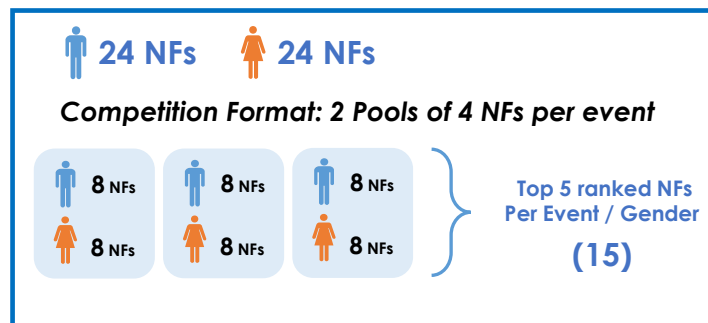 24 NFs 24 NFs
Competition Format: 2 Pools of 4 NFs per event
8 NFs 8 NFs 8 NFs
8 NFs 8 NFs 8 NFs
Top 5 ranked NFs
Per Event / Gender
(15)